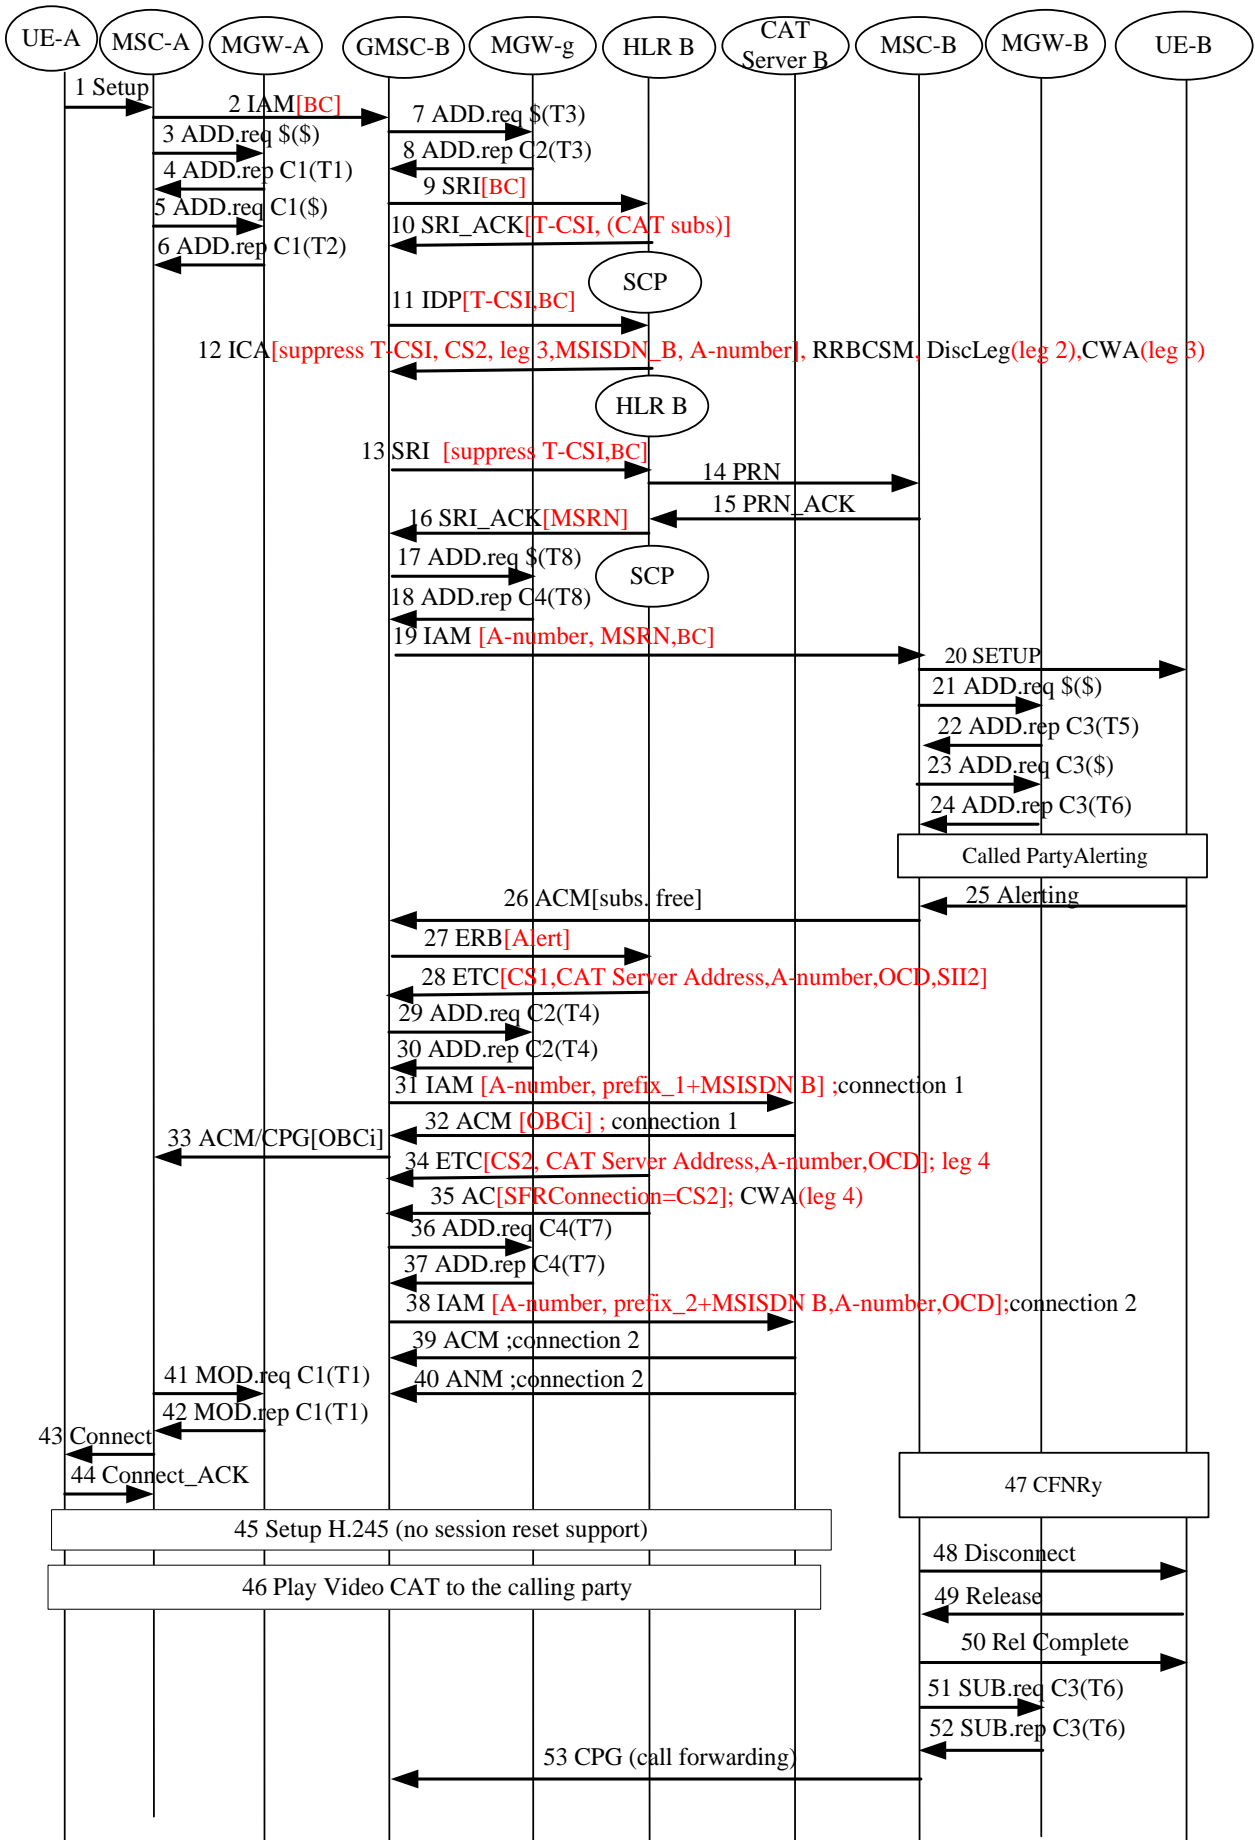 UE-A
MSC-A
MGW-A
GMSC-B
MGW-g
HLR B
CAT
Server B
MSC-B
MGW-B
UE-B
1 Setup
2 IAM[BC]
7 ADD.req $(T3)
3 ADD.req $($)
8 ADD.rep C2(T3)
4 ADD.rep C1(T1)
9 SRI[BC]
5 ADD.req C1($)
10 SRI_ACK[T-CSI, (CAT subs)]
6 ADD.rep C1(T2)
SCP
11 IDP[T-CSI,BC]
12 ICA[suppress T-CSI, CS2, leg 3,MSISDN_B, A-number], RRBCSM, DiscLeg(leg 2),CWA(leg 3)
HLR B
13 SRI [suppress T-CSI,BC]
14 PRN
15 PRN_ACK
16 SRI_ACK[MSRN]
17 ADD.req $(T8)
SCP
18 ADD.rep C4(T8)
19 IAM [A-number, MSRN,BC]
20 SETUP
21 ADD.req $($)
22 ADD.rep C3(T5)
23 ADD.req C3($)
24 ADD.rep C3(T6)
Called PartyAlerting
25 Alerting
26 ACM[subs. free]
27 ERB[Alert]
28 ETC[CS1,CAT Server Address,A-number,OCD,SII2]
29 ADD.req C2(T4)
30 ADD.rep C2(T4)
31 IAM [A-number, prefix_1+MSISDN B] ;connection 1
32 ACM [OBCi] ; connection 1
33 ACM/CPG[OBCi]
34 ETC[CS2, CAT Server Address,A-number,OCD]; leg 4
35 AC[SFRConnection=CS2]; CWA(leg 4)
36 ADD.req C4(T7)
37 ADD.rep C4(T7)
38 IAM [A-number, prefix_2+MSISDN B,A-number,OCD];connection 2
39 ACM ;connection 2
41 MOD.req C1(T1)
40 ANM ;connection 2
42 MOD.rep C1(T1)
43 Connect
44 Connect_ACK
47 CFNRy
45 Setup H.245 (no session reset support)
48 Disconnect
46 Play Video CAT to the calling party
49 Release
50 Rel Complete
51 SUB.req C3(T6)
52 SUB.rep C3(T6)
53 CPG (call forwarding)